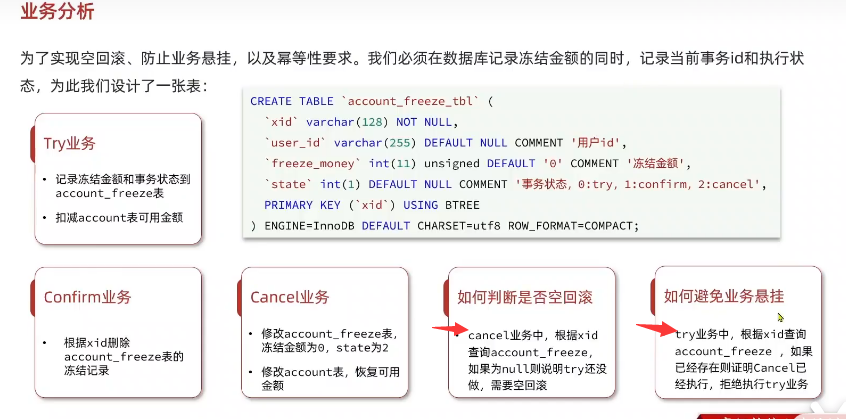 业务分析
为了实现空回滚、防止业务悬挂，以及幂等性要求。我们必须在数据库记录冻结金额的同时，记录当前事务id和执行状
态，为此我们设计了一张表：
CREATE TABLE `account_freeze_tbl` (
`xid` varchar(128) NOT NULL,
`user_id` varchar(255) DEFAULT NULL COMMENT '用户id',
`freeze_money` int(11) unsigned DEFAULT '0' COMMENT '冻结金额',
`state` int(1) DEFAULT NULL COMMENT '事务状态，0:try，1:confirm，2:cancel',
PRIMARY KEY (`xid`) USING BTREE
) ENGINE=InnoDB DEFAULT CHARSET=utf8 ROW_FORMAT=COMPACT;
Try业务
• 记录冻结金额和事务状态到
account_freeze表
• 扣减account表可用金额
Confirm业务
• 根据xid删除
account_freeze表的
冻结记录
Cancel业务
• 修改account_freeze表，
冻结金额为0，state为2
• 修改account表，恢复可用
金额
如何判断是否空回滚
• cancel业务中，根据xid
查询account_freeze，
如果为null则说明try还没
做，需要空回滚
如何避免业务悬挂
try业务中，根据xid查询
account_freeze ，如果
已经存在则证明Cancel已
经执行，拒绝执行try业务